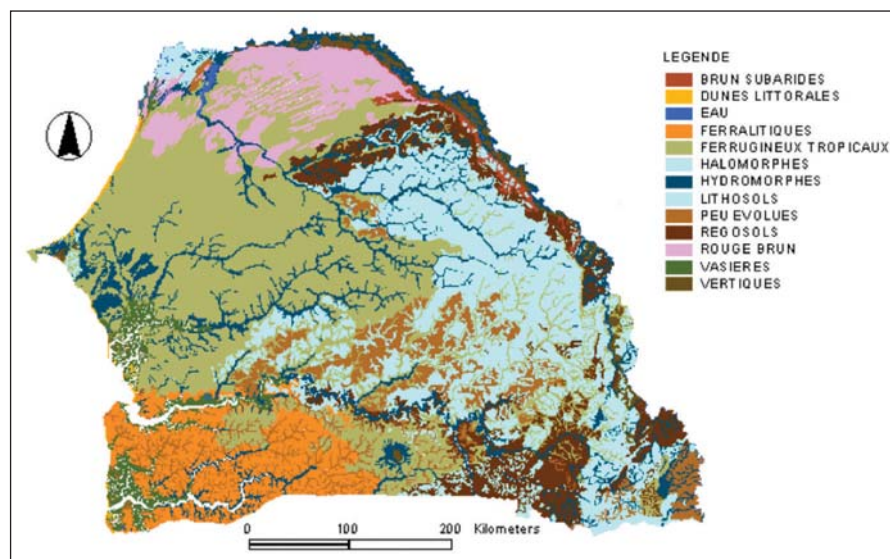 LEGENDE
BRUN SUBARIDES
DUNES LITTORALES
EAU
FERRALITIQUES
FERRUGINEUX TROPICAUX
HALOMORPHES
HYDROMORPHES
LITHOSOLS
PEU EVOLUES
REGOSOLS
ROUGE BRUN
VASIERES
VERTIQUES
0 100 200 Kilometers